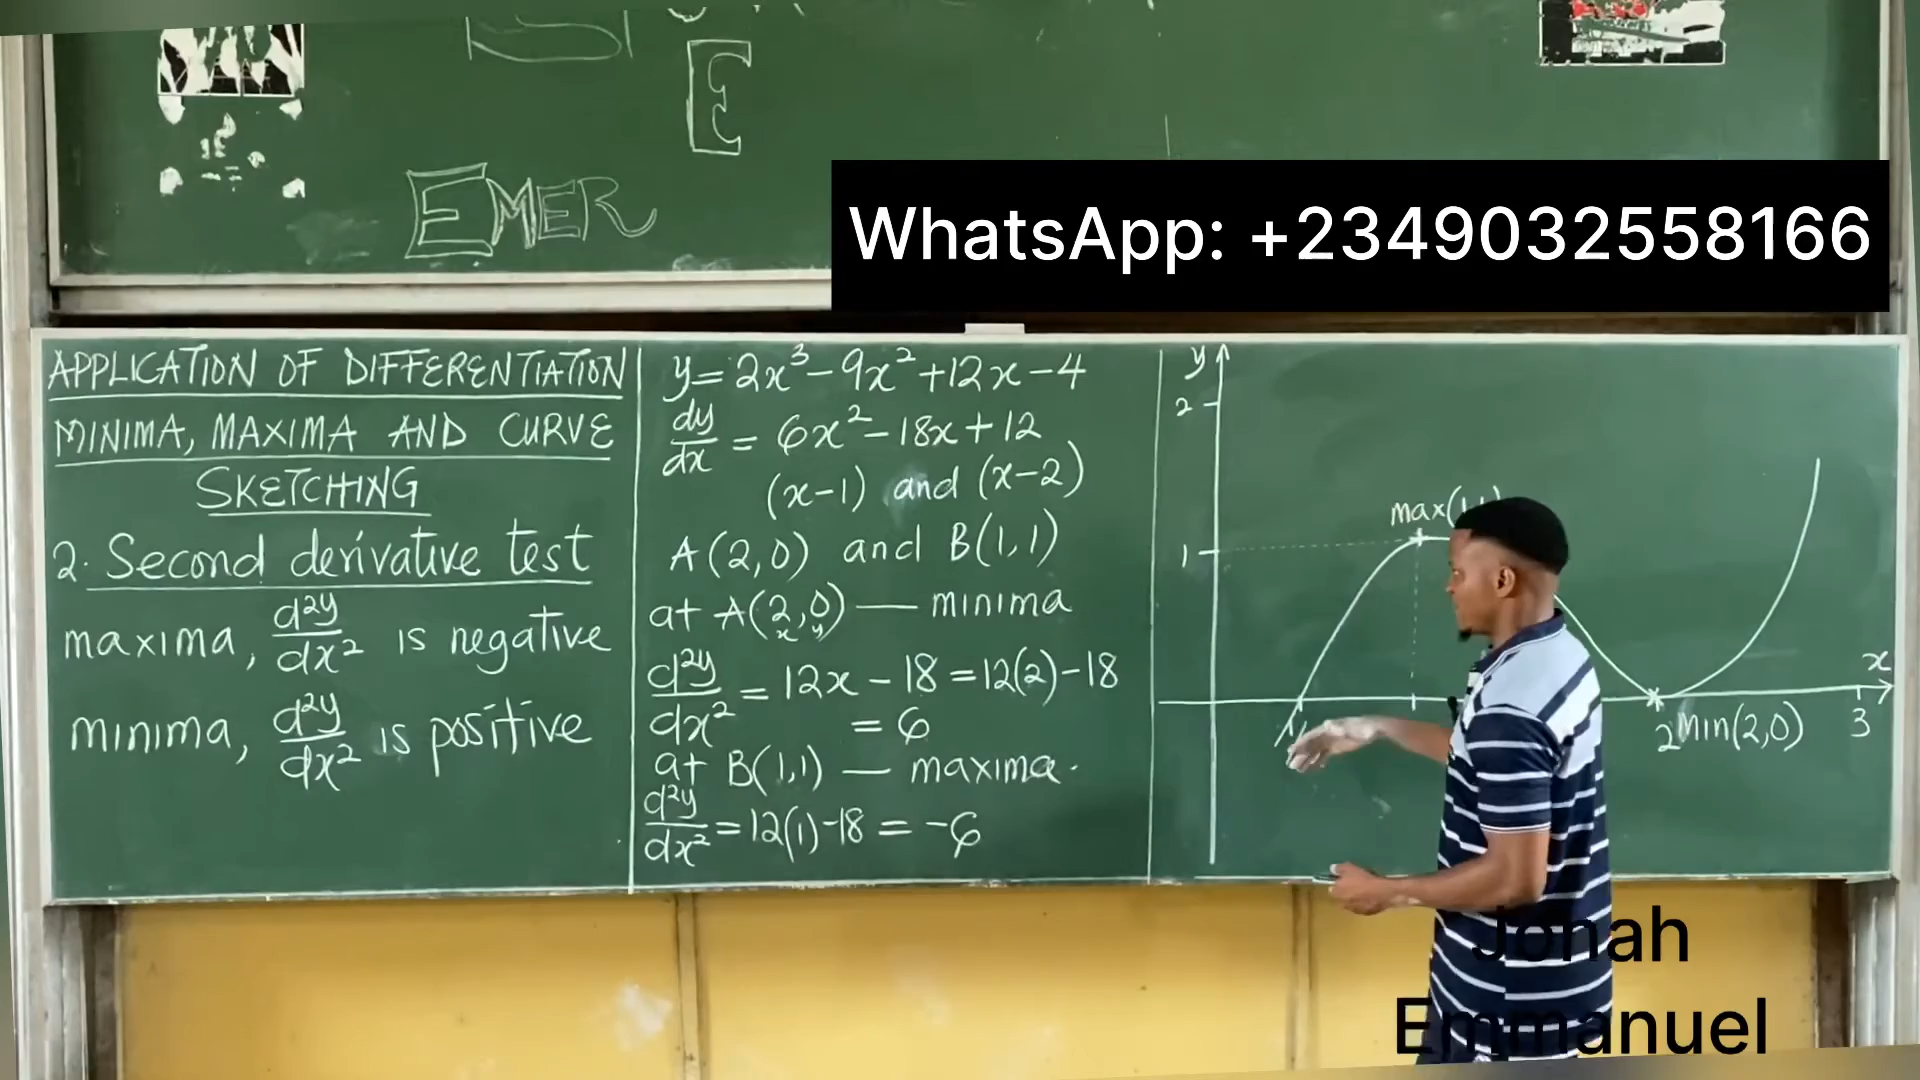 E
EMER
WhatsApp: +2349032558166
APPLICATION OF DIFFERENTIATION
MINIMA, MAXIMA AND CURVE
SKETCHING
2. Second derivative test
maxima, d²y/dx² is negative
minima, d²y/dx² is positive
y = 2x³ - 9x² + 12x - 4
dy/dx = 6x² - 18x + 12
(x-1) and (x-2)
A(2,0) and B(1,1)
at A(2,0) — minima
x y
d²y/dx² = 12x - 18 = 12(2) - 18
= 6
at B(1,1) — maxima.
d²y/dx² = 12(1) - 18 = -6
y
2
max(1,1)
1
x
2 Min(2,0) 3
Jonah
Emmanuel